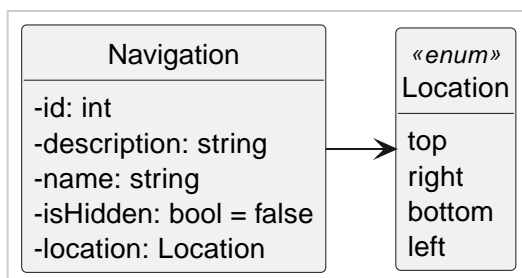 Navigation
-id: int
-description: string
-name: string
-isHidden: bool = false
-location: Location
«enum»
Location
top
right
bottom
left